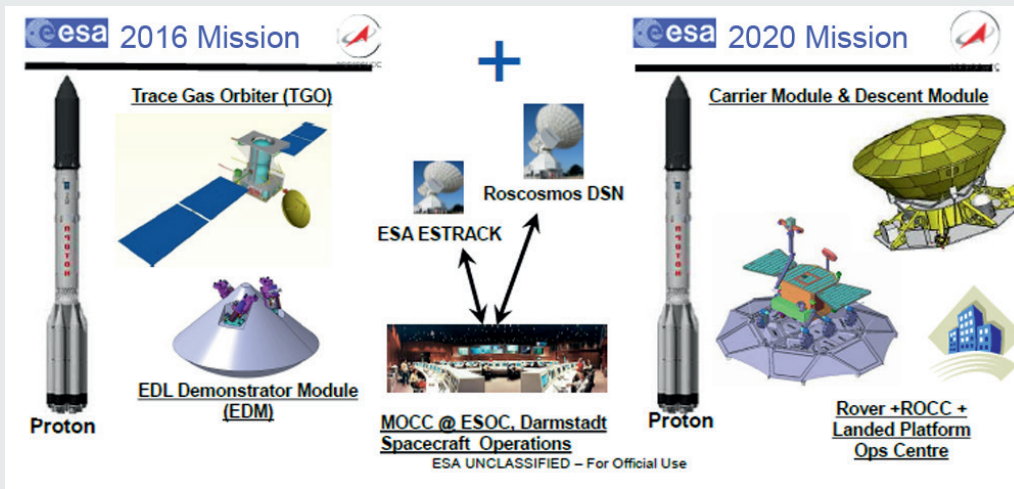 esa 2016 Mission
Trace Gas Orbiter (TGO)
ПРОТОН
EDL Demonstrator Module
(EDM)
Proton
+
Roscosmos DSN
ESA ESTRACK
MOCC @ ESOC, Darmstadt
Spacecraft Operations
ESA UNCLASSIFIED – For Official Use
esa 2020 Mission
Carrier Module & Descent Module
ПРОТОН
Proton
Rover +ROCC +
Landed Platform
Ops Centre